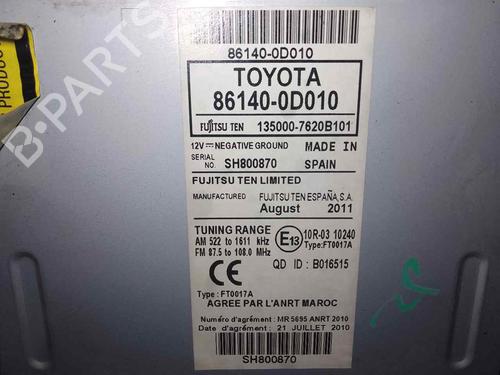 86140-0D010
TOYOTA
86140-0D010
FUJITSU TEN 135000-7620B101
12V NEGATIVE GROUND MADE IN
SERIAL NO. SH800870 SPAIN
FUJITSU TEN LIMITED
MANUFACTURED FUJITSU TEN ESPAÑA,S.A.
August 2011
TUNING RANGE
AM 522 to 1611 kHz
FM 87.5 to 108.0 MHz
E13 10R-03 10240
Type:FT0017A
CE QD ID : B016515
Type : FT0017A
AGREE PAR L'ANRT MAROC
Numéro d'agrément : MR 5695 ANRT 2010
Date d'agrément : 21 JUILLET 2010
SH800870